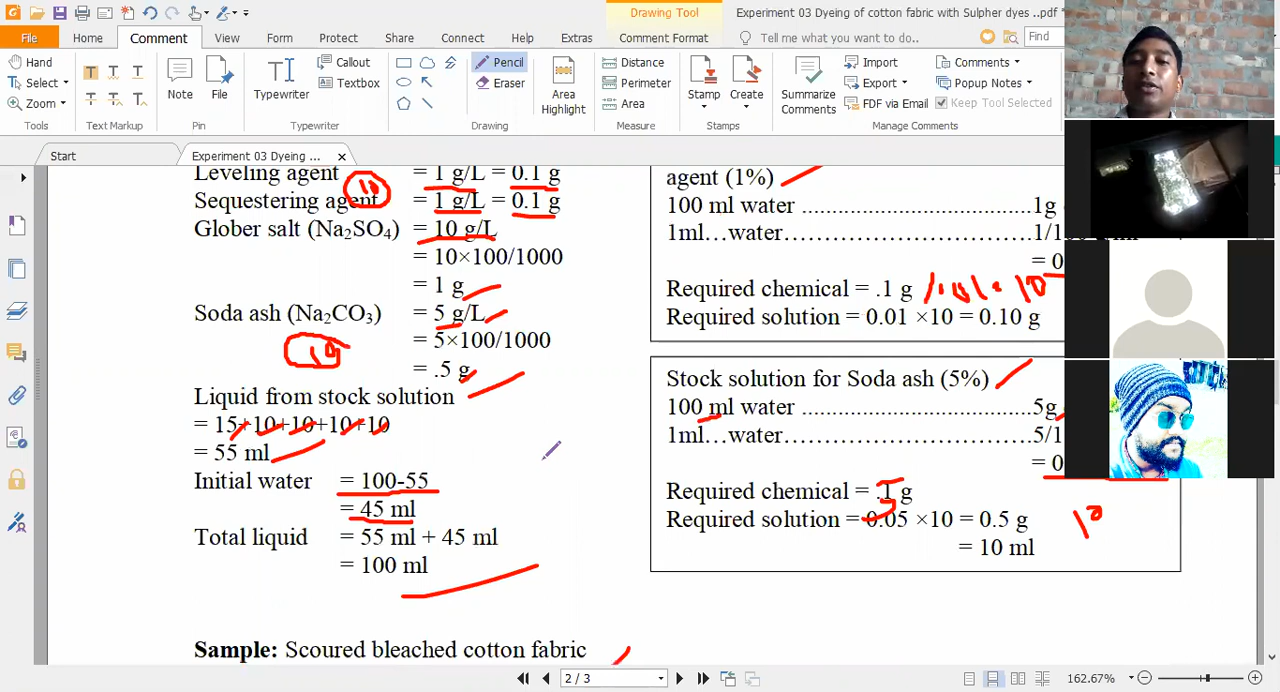 Drawing Tool
Experiment 03 Dyeing of cotton fabric with Sulpher dyes ..pdf *
File Home Comment View Form Protect Share Connect Help Extras Comment Format Tell me what you want to do.. Find
Hand
Select
Zoom
Note
File
Typewriter
Callout
Textbox
Pencil
Eraser
Area
Highlight
Distance
Perimeter
Area
Stamp
Create
Summarize
Comments
Import
Export
FDF via Email
Comments
Popup Notes
Keep Tool Selected
Tools Text Markup Pin Typewriter Drawing Measure Stamps Manage Comments
Start Experiment 03 Dyeing ...
Leveling agent = 1 g/L = 0.1 g
10
Sequestering agent = 1 g/L = 0.1 g
Glober salt (Na2SO4) = 10 g/L
= 10×100/1000
= 1 g
Soda ash (Na2CO3) = 5 g/L
10
= 5×100/1000
= .5 g
Liquid from stock solution
= 15+10+10+10+10
= 55 ml
Initial water = 100-55
= 45 ml
Total liquid = 55 ml + 45 ml
= 100 ml
Sample: Scoured bleached cotton fabric
agent (1%)
100 ml water ....................................1g
1ml…water
= 0
Required chemical = .1 g
10
Required solution = 0.01 ×10 = 0.10 g
Stock solution for Soda ash (5%)
100 ml water ....................................5g
1ml…water……………………………5/1
= 0
Required chemical = .1 g
5
Required solution = 0.05 ×10 = 0.5 g
10
= 10 ml
2 / 3
162.67%